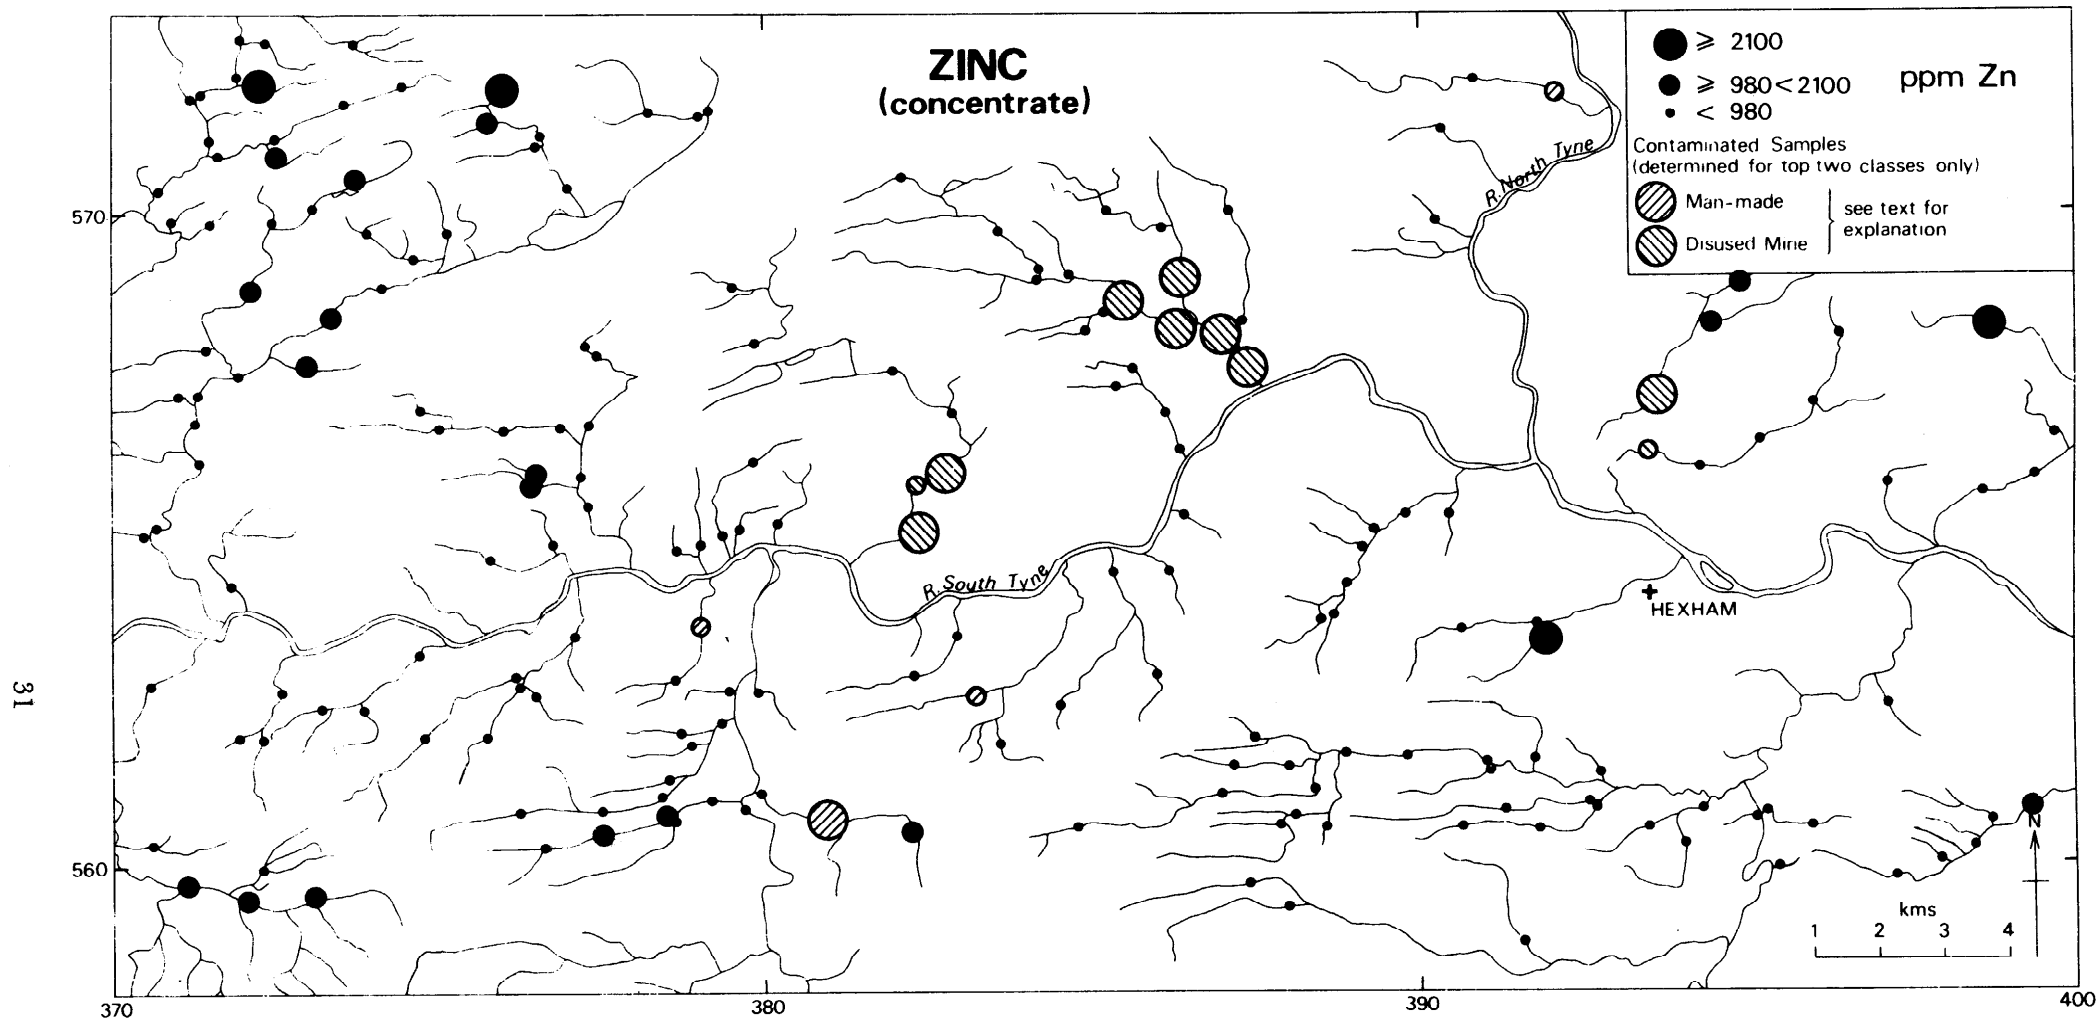 ZINC
(concentrate)
⩾ 2100
⩾ 980<2100
< 980
ppm Zn
Contaminated Samples
(determined for top two classes only)
Man-made
Disused Mine
see text for
explanation
R. North Tyne
570
R. South Tyne
HEXHAM
31
560
N
kms
1 2 3 4
370
380
390
400